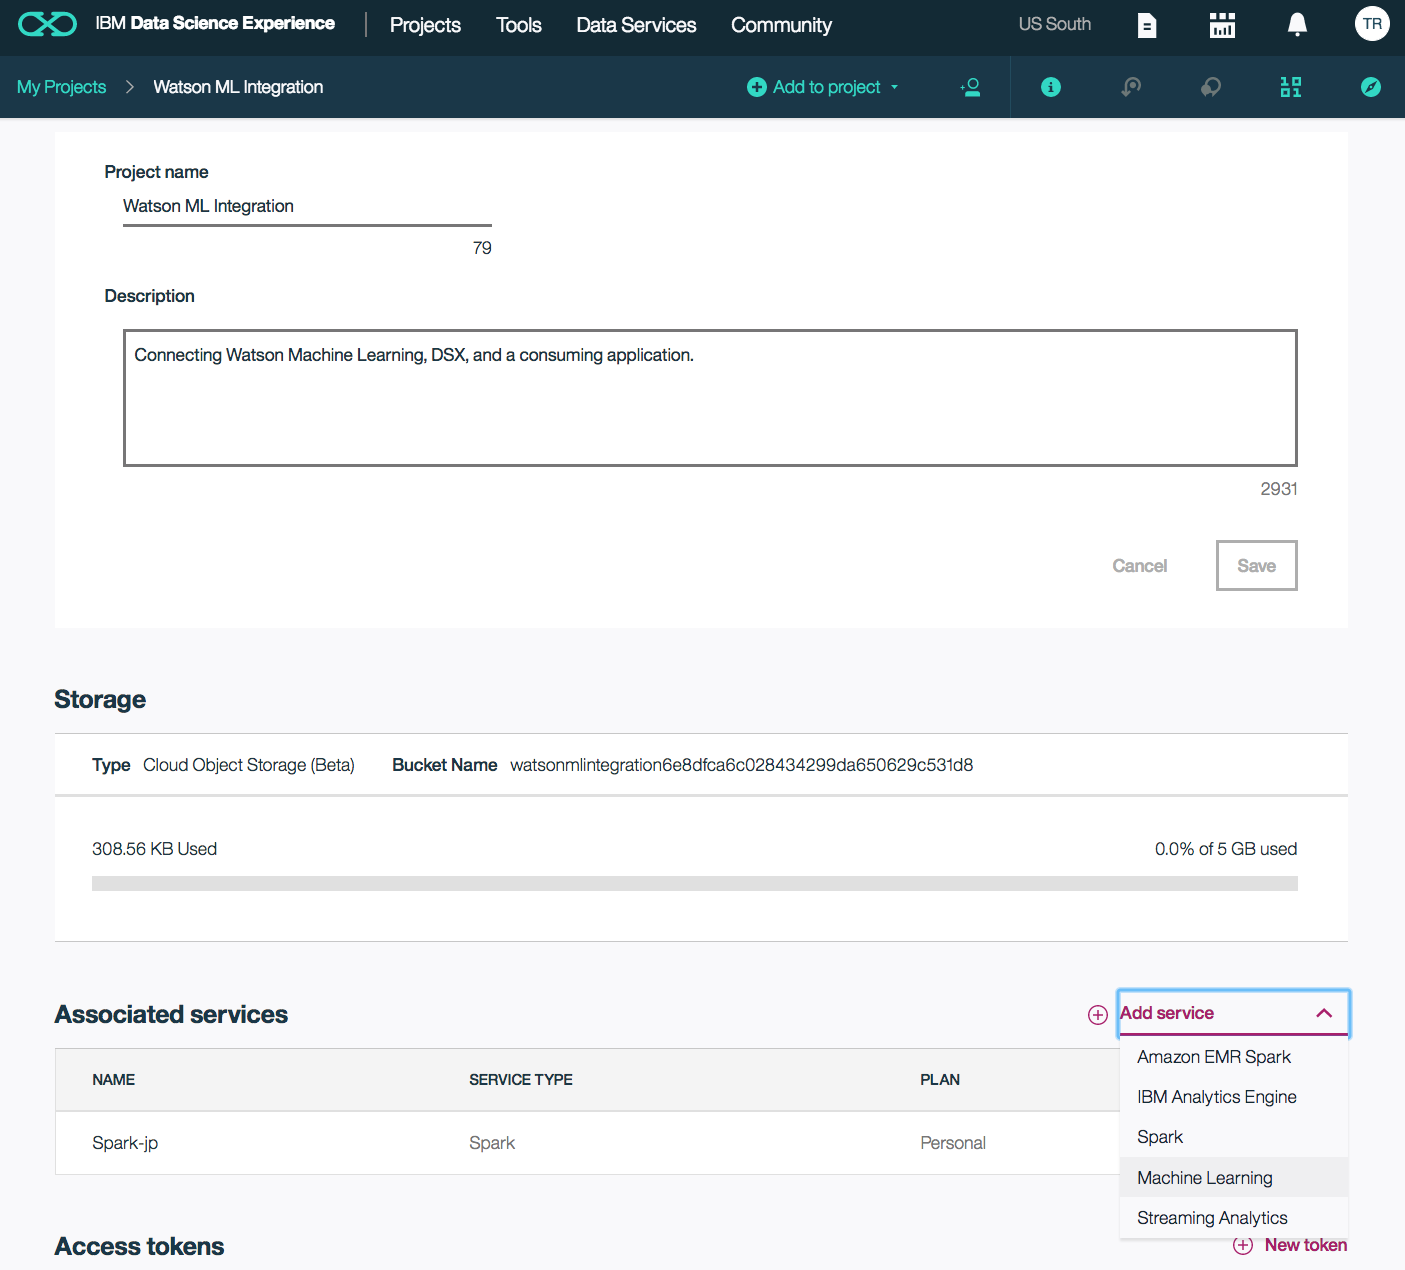 IBM Data Science Experience Projects Tools Data Services Community US South TR
My Projects Watson ML Integration Add to project
Project name
Watson ML Integration
79
Description
Connecting Watson Machine Learning, DSX, and a consuming application.
2931
Cancel Save
Storage
Type Cloud Object Storage (Beta) Bucket Name watsonmlintegration6e8dfca6c028434299da650629c531d8
308.56 KB Used 0.0% of 5 GB used
Associated services Add service
Amazon EMR Spark
NAME SERVICE TYPE PLAN
IBM Analytics Engine
Spark
Spark-jp Spark Personal
Machine Learning
Streaming Analytics
Access tokens New token